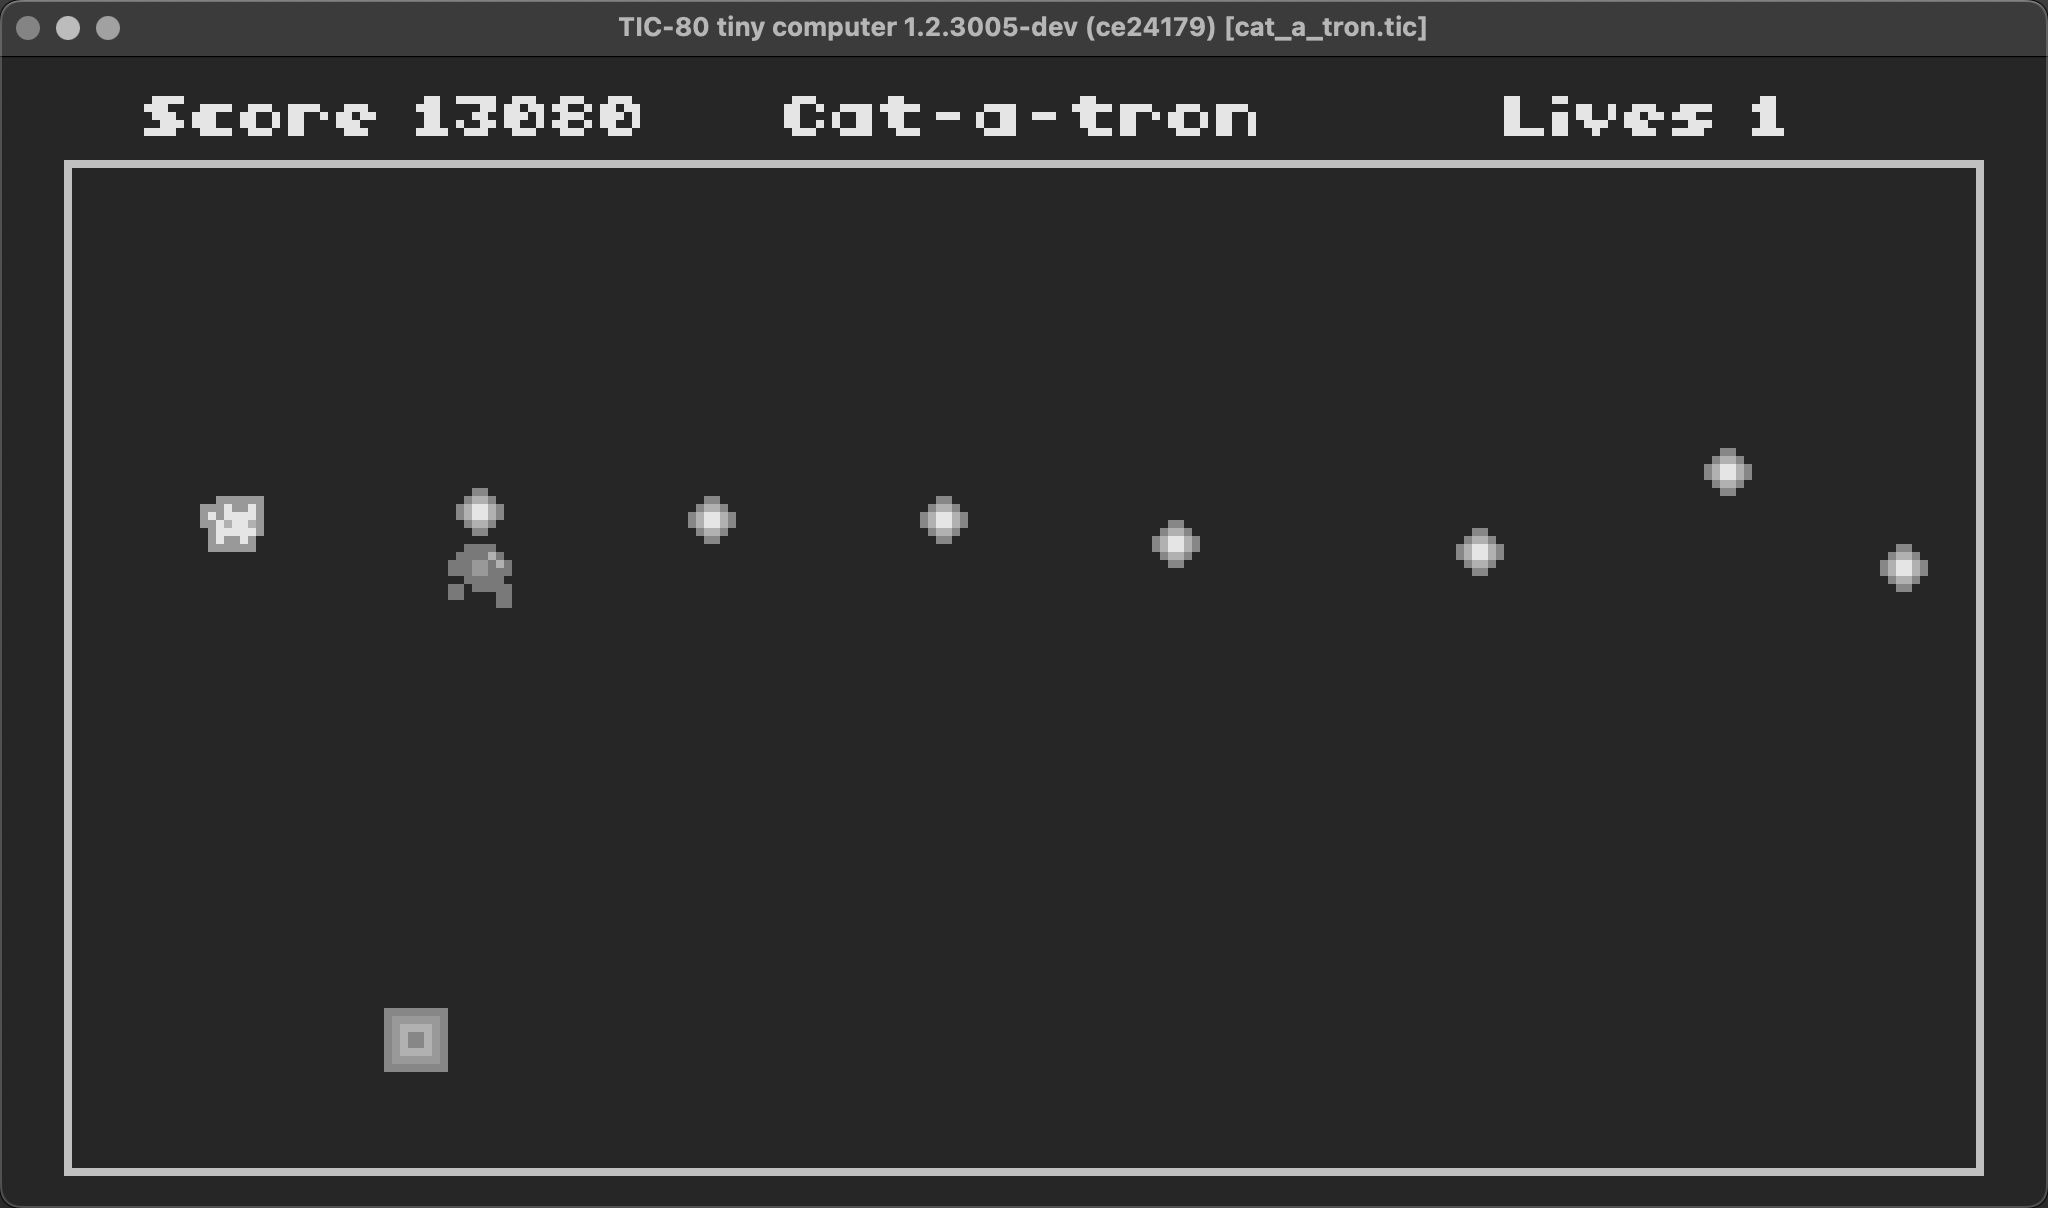 TIC-80 tiny computer 1.2.3005-dev (ce24179) [cat_a_tron.tic]
Score 13080 Cat-a-tron Lives 1